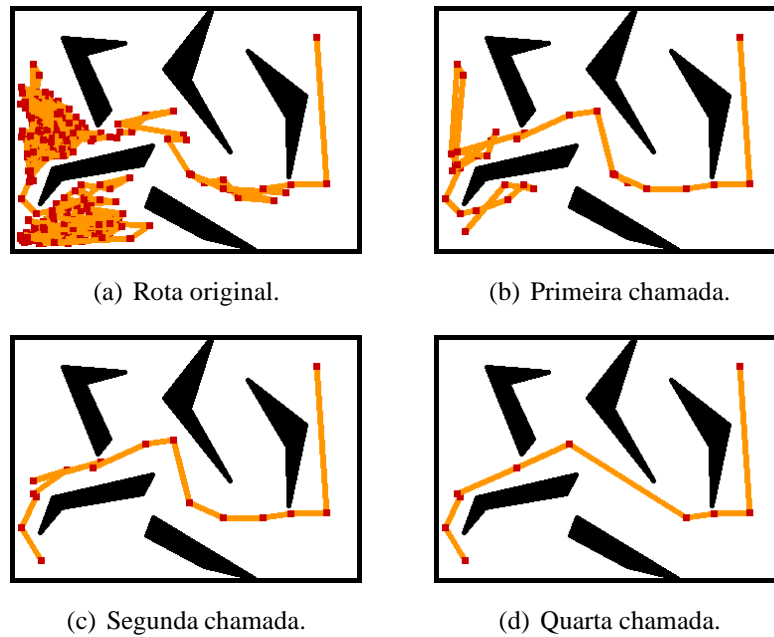 (a) Rota original.
(b) Primeira chamada.
(c) Segunda chamada.
(d) Quarta chamada.